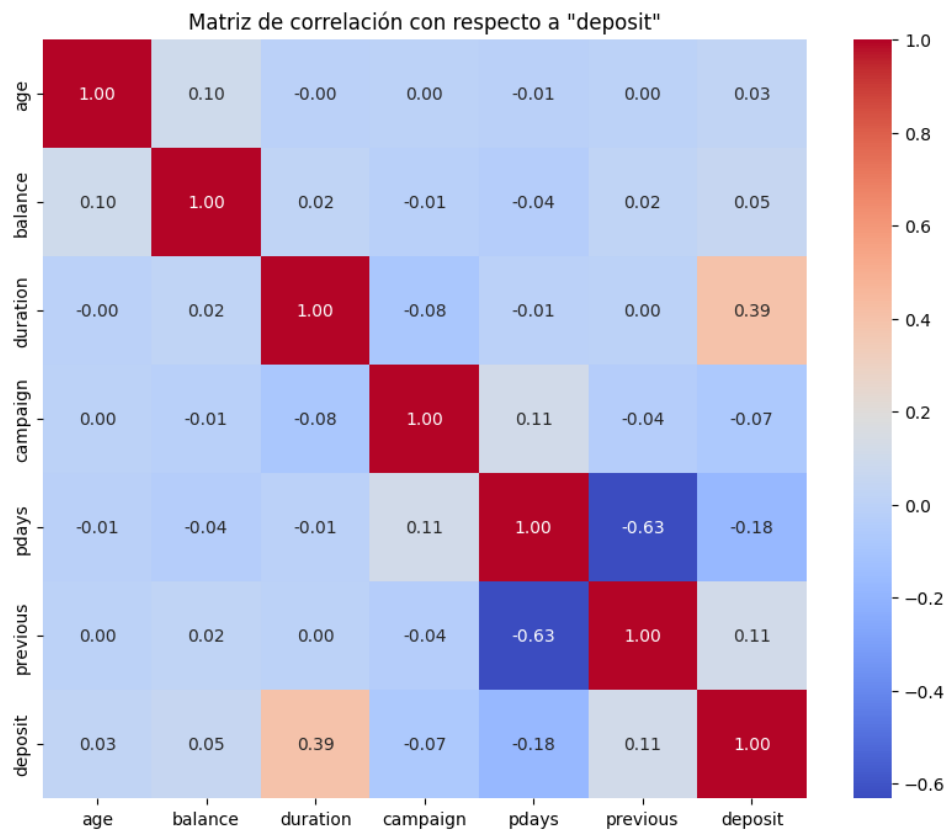 Matriz de correlación con respecto a "deposit"
age 1.00 0.10 -0.00 0.00 -0.01 0.00 0.03
balance 0.10 1.00 0.02 -0.01 -0.04 0.02 0.05
duration -0.00 0.02 1.00 -0.08 -0.01 0.00 0.39
campaign 0.00 -0.01 -0.08 1.00 0.11 -0.04 -0.07
pdays -0.01 -0.04 -0.01 0.11 1.00 -0.63 -0.18
previous 0.00 0.02 0.00 -0.04 -0.63 1.00 0.11
deposit 0.03 0.05 0.39 -0.07 -0.18 0.11 1.00
age balance duration campaign pdays previous deposit
1.0
0.8
0.6
0.4
0.2
0.0
−0.2
−0.4
−0.6